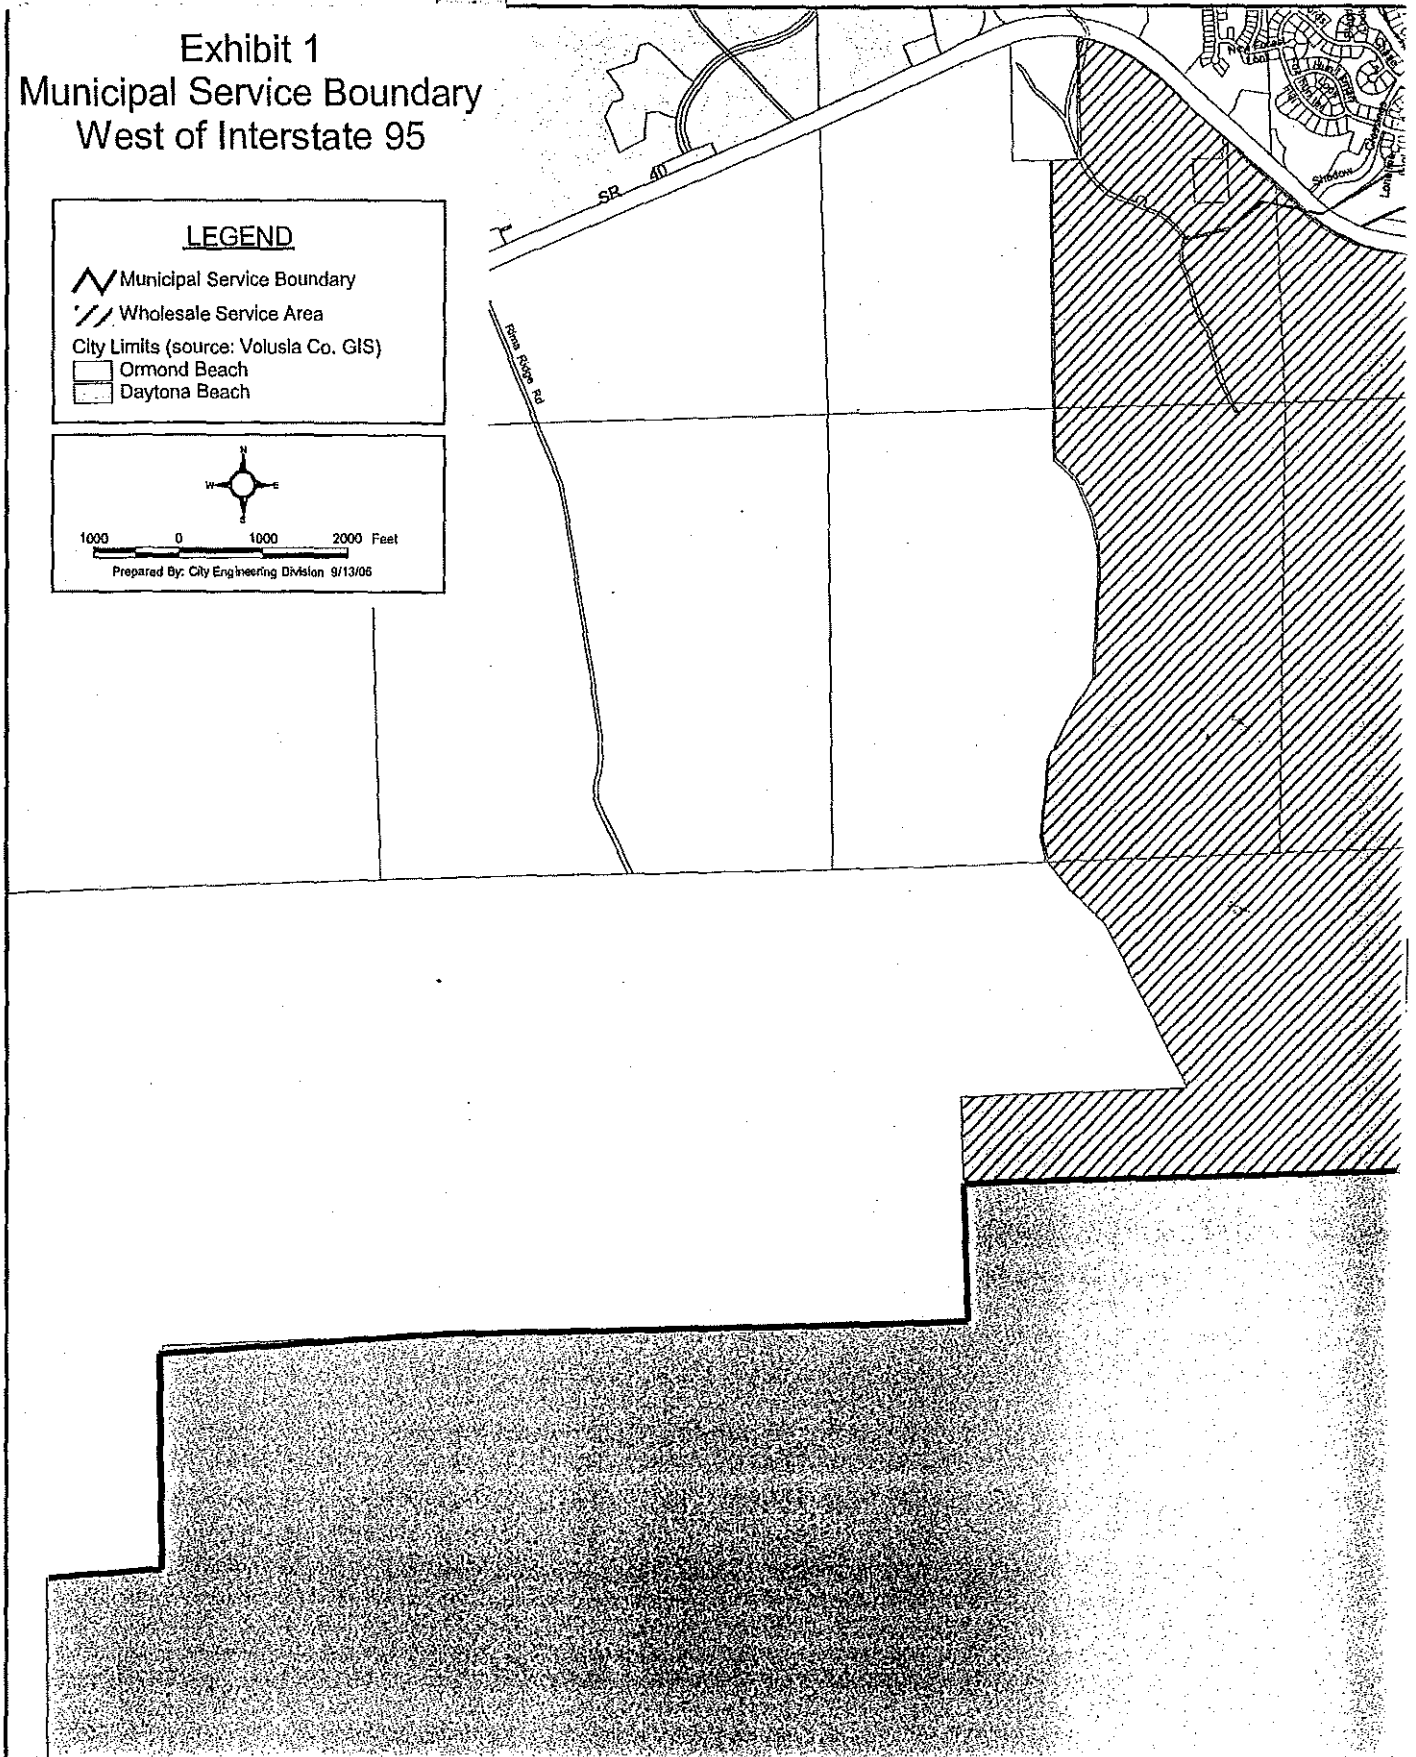 Exhibit 1
Municipal Service Boundary
West of Interstate 95
LEGEND
Municipal Service Boundary
Wholesale Service Area
City Limits (source: Volusia Co. GIS)
Ormond Beach
Daytona Beach
N
W
E
S
1000 0 1000 2000 Feet
Prepared By: City Engineering Division 9/13/06
SR 40
Rima Ridge Rd
Shadow